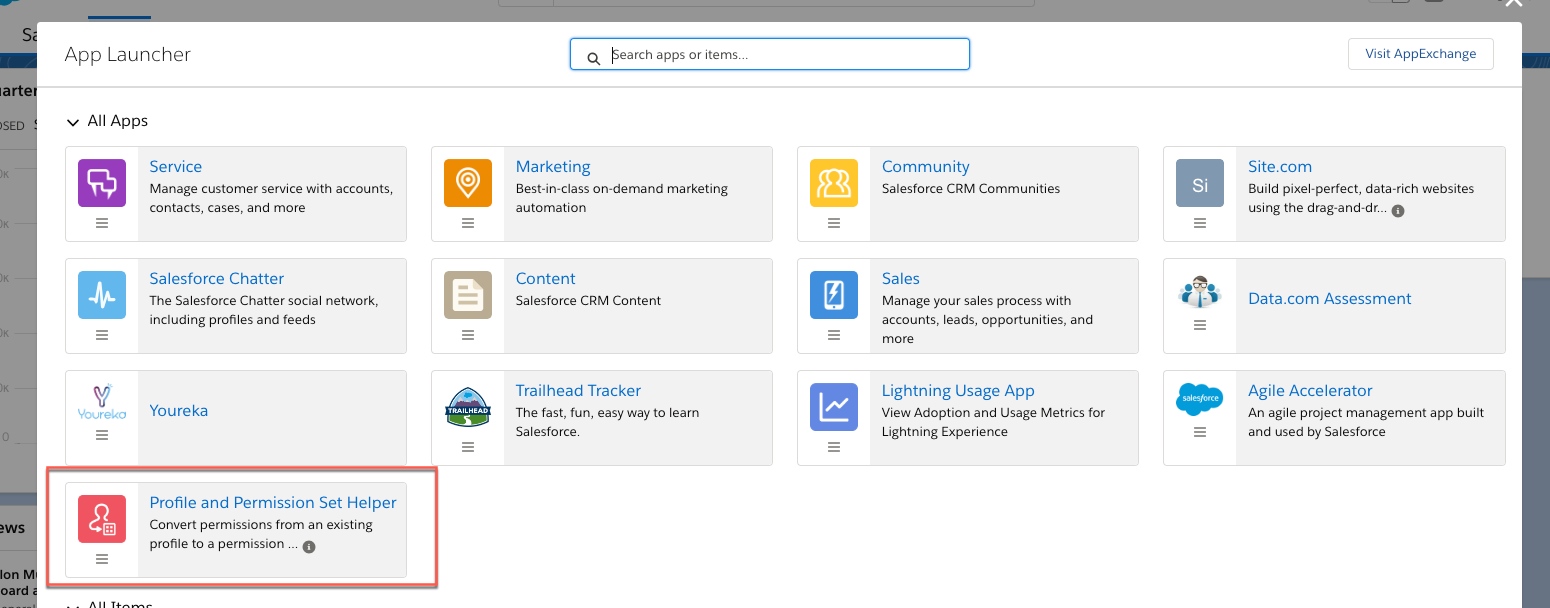 App Launcher
Search apps or items...
Visit AppExchange
All Apps
Service
Manage customer service with accounts,
contacts, cases, and more
Marketing
Best-in-class on-demand marketing
automation
Community
Salesforce CRM Communities
Si
Site.com
Build pixel-perfect, data-rich websites
using the drag-and-dr...
Salesforce Chatter
The Salesforce Chatter social network,
including profiles and feeds
Content
Salesforce CRM Content
Sales
Manage your sales process with
accounts, leads, opportunities, and
more
Data.com Assessment
Youreka
Youreka
TRAILHEAD
Trailhead Tracker
The fast, fun, easy way to learn
Salesforce.
Lightning Usage App
View Adoption and Usage Metrics for
Lightning Experience
salesforce
Agile Accelerator
An agile project management app built
and used by Salesforce
Profile and Permission Set Helper
Convert permissions from an existing
profile to a permission ...
All Items